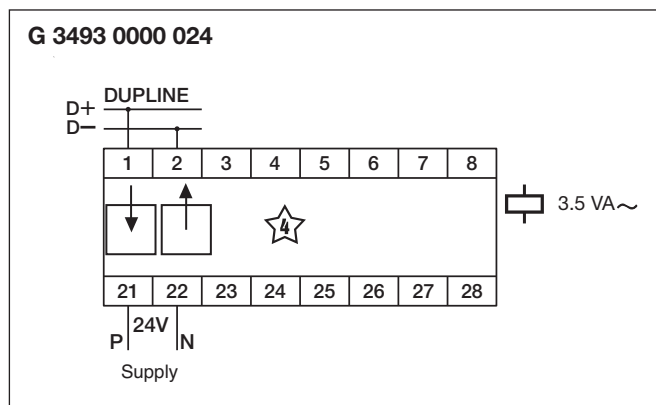 G 3493 0000 024
DUPLINE
D+
D−
1 2 3 4 5 6 7 8
4
3.5 VA～
21 22 23 24 25 26 27 28
24V
P N
Supply